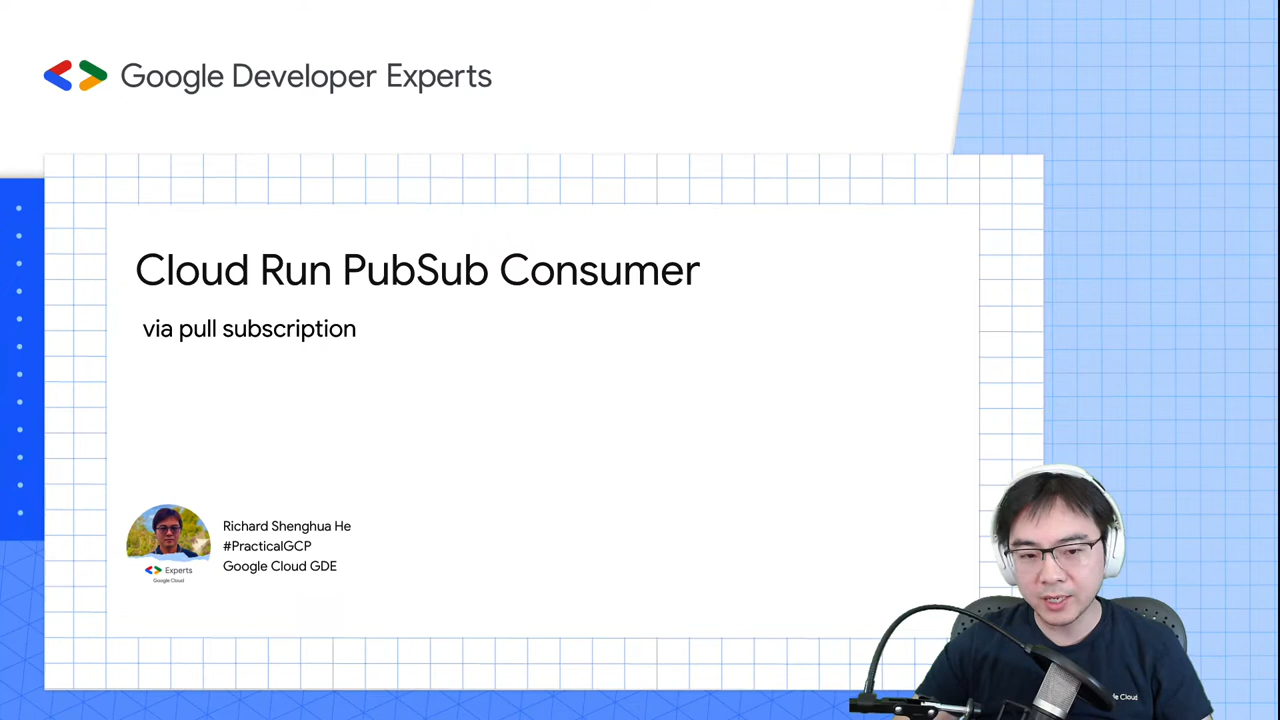 Google Developer Experts
Cloud Run PubSub Consumer
via pull subscription
Richard Shenghua He
#PracticalGCP
Google Cloud GDE
Experts
Google Cloud
Cloud